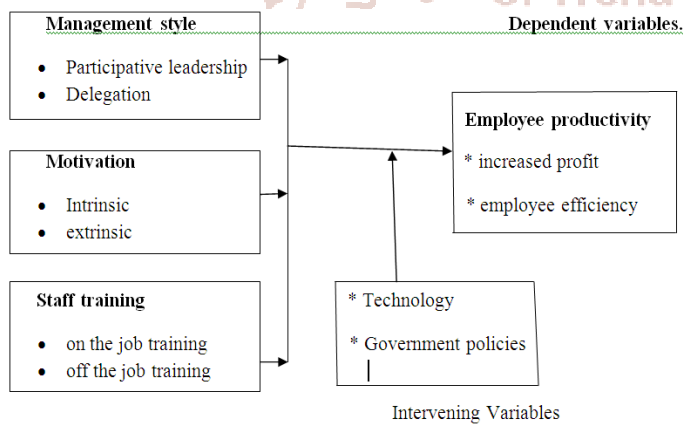 Management style
Dependent variables.
• Participative leadership
• Delegation
Employee productivity
* increased profit
* employee efficiency
Motivation
• Intrinsic
• extrinsic
Staff training
• on the job training
• off the job training
* Technology
* Government policies
Intervening Variables